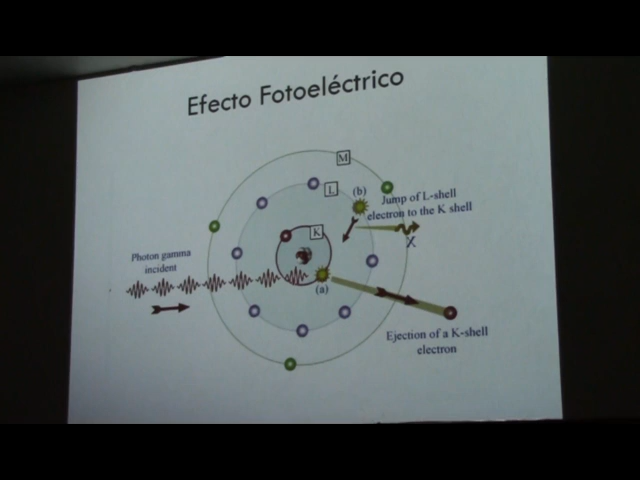 Efecto Fotoeléctrico
M
L
(b)
Jump of L-shell
electron to the K shell
K
X
Photon gamma
incident
(a)
Ejection of a K-shell
electron